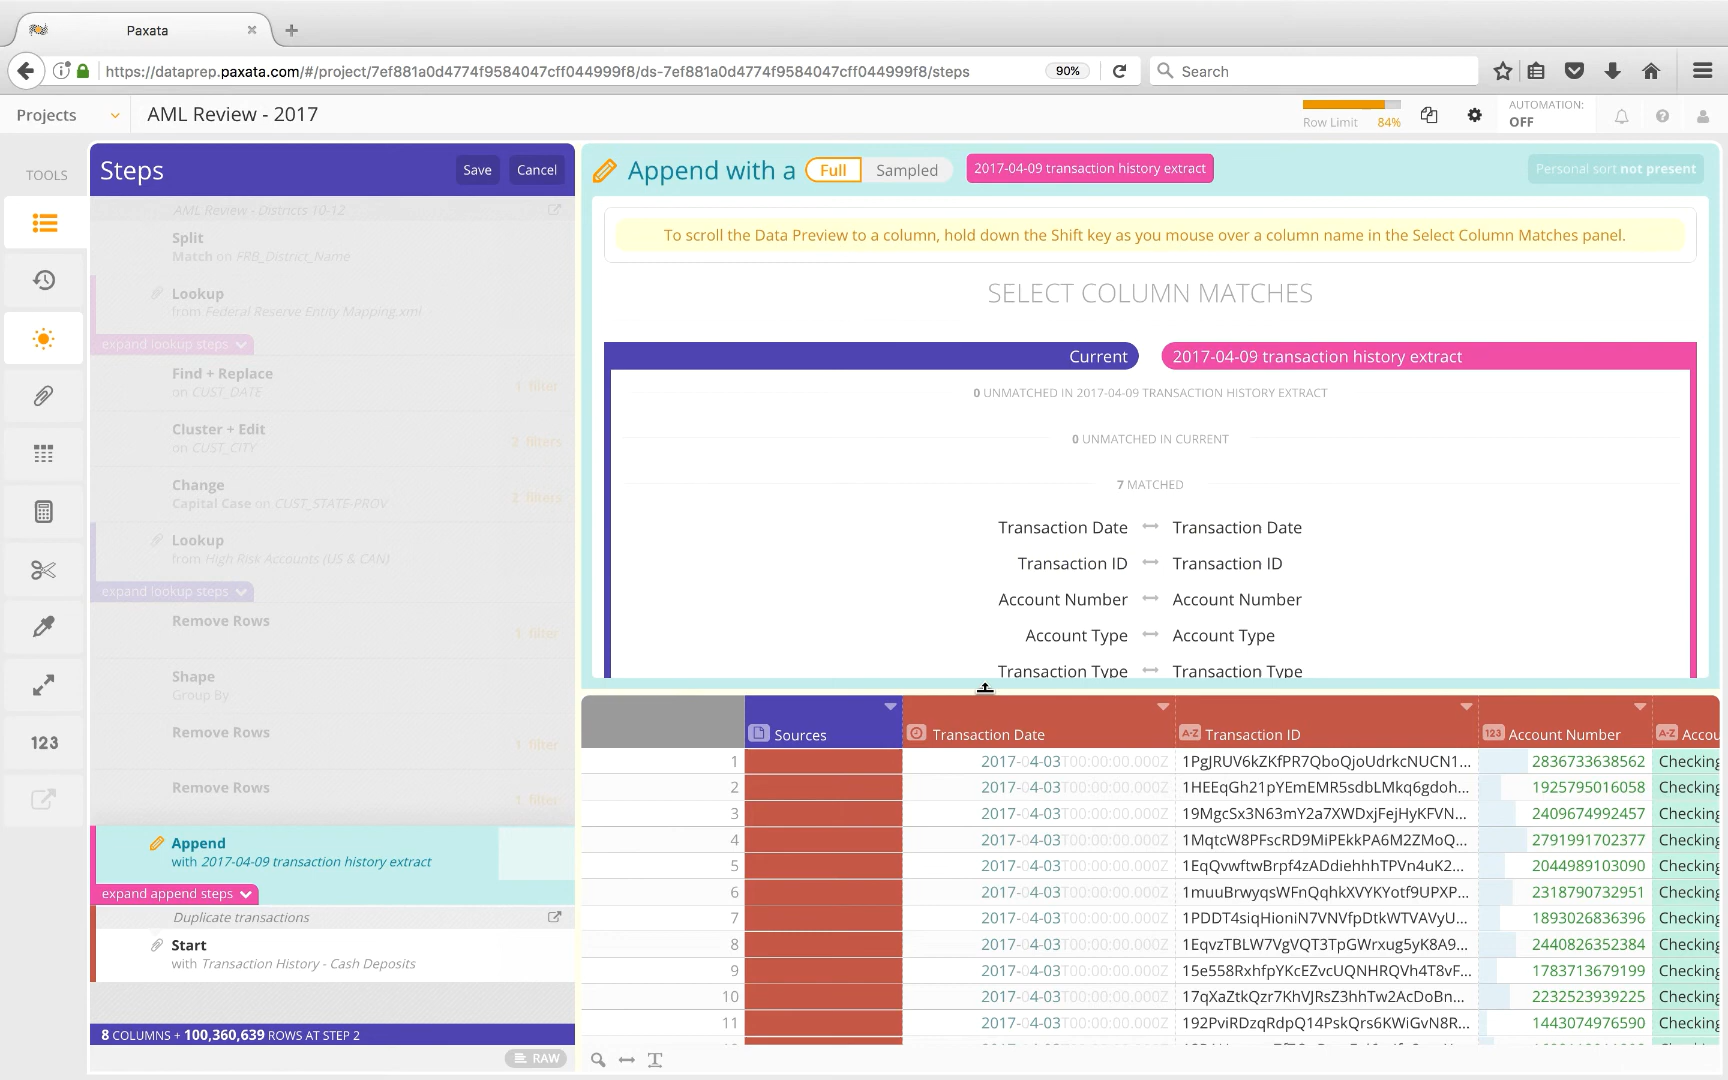 Paxata
https://dataprep.paxata.com/#/project/7ef881a0d4774f9584047cff044999f8/ds-7ef881a0d4774f9584047cff044999f8/steps
90%
Search
Projects
AML Review - 2017
Row Limit 84%
AUTOMATION:
OFF
TOOLS
Steps
Save
Cancel
AML Review - Districts 10-12
Split
Match on FRB_District_Name
Lookup
from Federal Reserve Entity Mapping.xml
expand lookup steps
Find + Replace
on CUST_DATE
1 filter
Cluster + Edit
on CUST_CITY
2 filters
Change
Capital Case on CUST_STATE-PROV
2 filters
Lookup
from High Risk Accounts (US & CAN)
expand lookup steps
Remove Rows
1 filter
Shape
Group By
Remove Rows
1 filter
Remove Rows
1 filter
Append
with 2017-04-09 transaction history extract
expand append steps
Duplicate transactions
Start
with Transaction History - Cash Deposits
8 COLUMNS + 100,360,639 ROWS AT STEP 2
RAW
123
Append with a
Full
Sampled
2017-04-09 transaction history extract
Personal sort not present
To scroll the Data Preview to a column, hold down the Shift key as you mouse over a column name in the Select Column Matches panel.
SELECT COLUMN MATCHES
Current
2017-04-09 transaction history extract
0 UNMATCHED IN 2017-04-09 TRANSACTION HISTORY EXTRACT
0 UNMATCHED IN CURRENT
7 MATCHED
Transaction Date ↔ Transaction Date
Transaction ID ↔ Transaction ID
Account Number ↔ Account Number
Account Type ↔ Account Type
Transaction Type ↔ Transaction Type
Sources
Transaction Date
A-Z Transaction ID
123 Account Number
A-Z Accou
1 2017-04-03T00:00:00.000Z 1PgJRUV6kZKfPR7QboQjoUdrkcNUCN1... 2836733638562 Checking
2 2017-04-03T00:00:00.000Z 1HEEqGh21pYEmEMR5sdbLMkq6gdoh... 1925795016058 Checking
3 2017-04-03T00:00:00.000Z 19MgcSx3N63mY2a7XWDxjFejHyKFVN... 2409674992457 Checking
4 2017-04-03T00:00:00.000Z 1MqtcW8PFscRD9MiPEkkPA6M2ZMoQ... 2791991702377 Checking
5 2017-04-03T00:00:00.000Z 1EqQvwftwBrpf4zADdiehhhTPVn4uK2... 2044989103090 Checking
6 2017-04-03T00:00:00.000Z 1muuBrwyqsWFnQqhkXVYKYotf9UPXP... 2318790732951 Checking
7 2017-04-03T00:00:00.000Z 1PDDT4siqHioniN7VNVfpDtkWTVAVyU... 1893026836396 Checking
8 2017-04-03T00:00:00.000Z 1EqvzTBLW7VgVQT3TpGWrxug5yK8A9... 2440826352384 Checking
9 2017-04-03T00:00:00.000Z 15e558RxhfpYKcEZvcUQNHRQVh4T8vF... 1783713679199 Checking
10 2017-04-03T00:00:00.000Z 17qXaZtkQzr7KhVJRsZ3hhTw2AcDoBn... 2232523939225 Checking
11 2017-04-03T00:00:00.000Z 192PviRDzqRdpQ14PskQrs6KWiGvN8R... 1443074976590 Checking